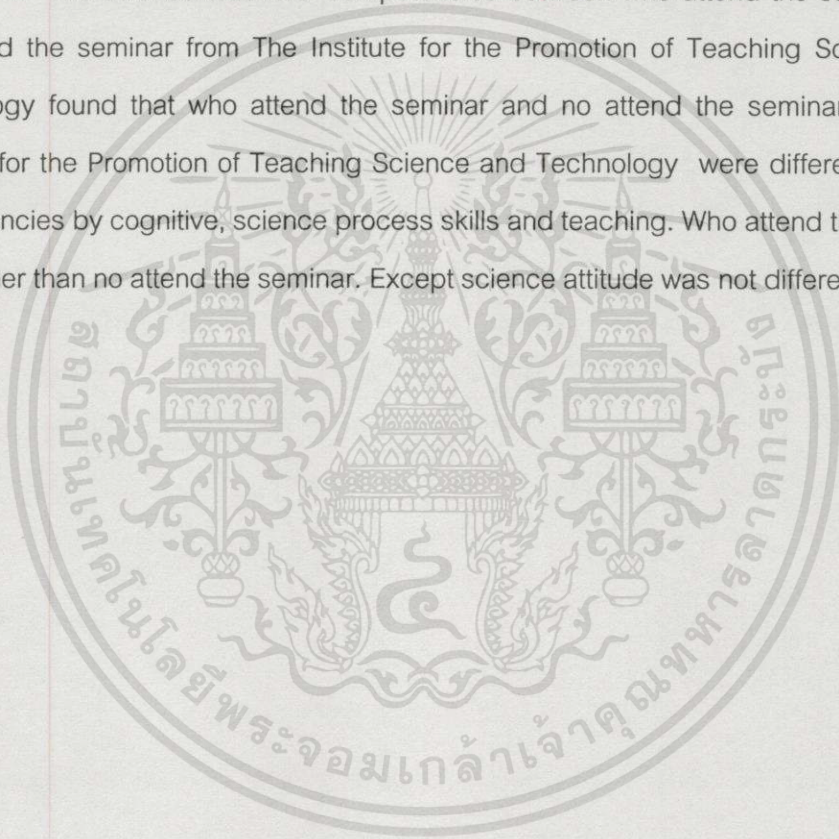 d the seminar from The Institute for the Promotion of Teaching Sc
ogy found that who attend the seminar and no attend the seminar
for the Promotion of Teaching Science and Technology were differe
ncies by cognitive, science process skills and teaching. Who attend t
er than no attend the seminar. Except science attitude was not differe
สถาบันเทคโนโลยีพระจอมเกล้าเจ้าคุณทหารลาดกระบัง